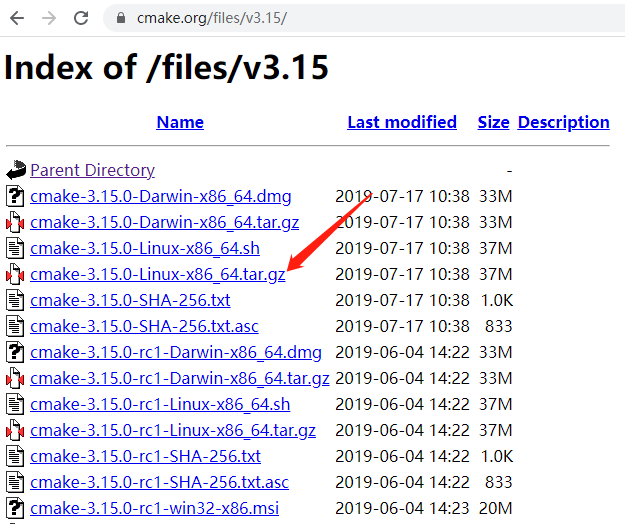 cmake.org/files/v3.15/
Index of /files/v3.15
Name Last modified Size Description
Parent Directory -
cmake-3.15.0-Darwin-x86_64.dmg 2019-07-17 10:38 33M
cmake-3.15.0-Darwin-x86_64.tar.gz 2019-07-17 10:38 33M
cmake-3.15.0-Linux-x86_64.sh 2019-07-17 10:38 37M
cmake-3.15.0-Linux-x86_64.tar.gz 2019-07-17 10:38 37M
cmake-3.15.0-SHA-256.txt 2019-07-17 10:38 1.0K
cmake-3.15.0-SHA-256.txt.asc 2019-07-17 10:38 833
cmake-3.15.0-rc1-Darwin-x86_64.dmg 2019-06-04 14:22 33M
cmake-3.15.0-rc1-Darwin-x86_64.tar.gz 2019-06-04 14:22 33M
cmake-3.15.0-rc1-Linux-x86_64.sh 2019-06-04 14:22 37M
cmake-3.15.0-rc1-Linux-x86_64.tar.gz 2019-06-04 14:22 37M
cmake-3.15.0-rc1-SHA-256.txt 2019-06-04 14:22 1.0K
cmake-3.15.0-rc1-SHA-256.txt.asc 2019-06-04 14:22 833
cmake-3.15.0-rc1-win32-x86.msi 2019-06-04 14:23 20M